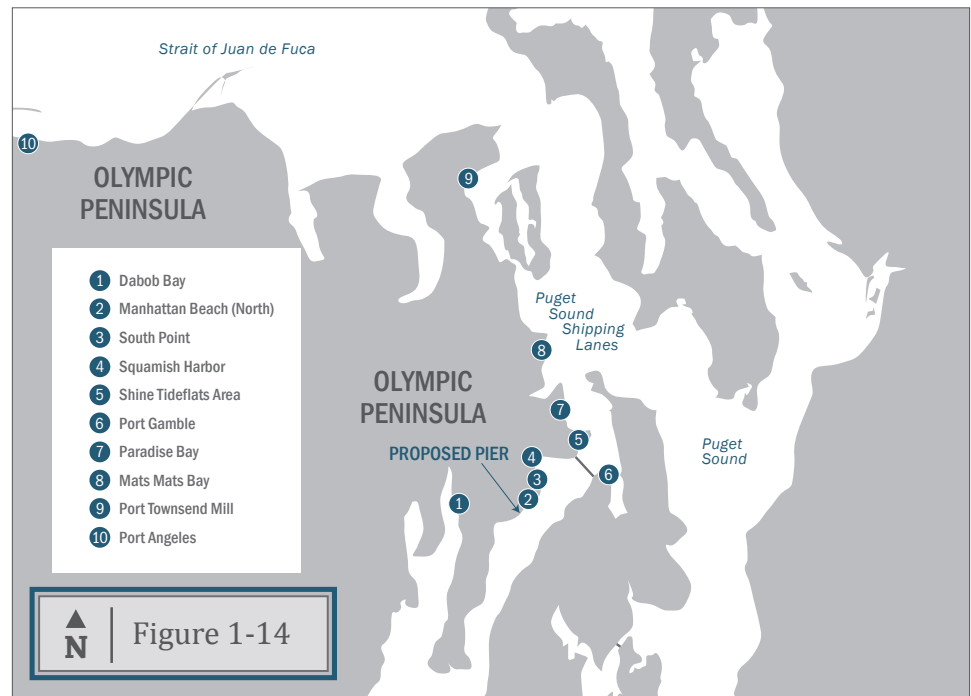 Strait of Juan de Fuca
10
OLYMPIC
PENINSULA
9
1 Dabob Bay
2 Manhattan Beach (North)
3 South Point
4 Squamish Harbor
5 Shine Tideflats Area
6 Port Gamble
7 Paradise Bay
8 Mats Mats Bay
9 Port Townsend Mill
10 Port Angeles
Puget
Sound
Shipping
Lanes
8
OLYMPIC
PENINSULA
7
5
Puget
Sound
PROPOSED PIER
4
6
3
2
1
N
Figure 1-14